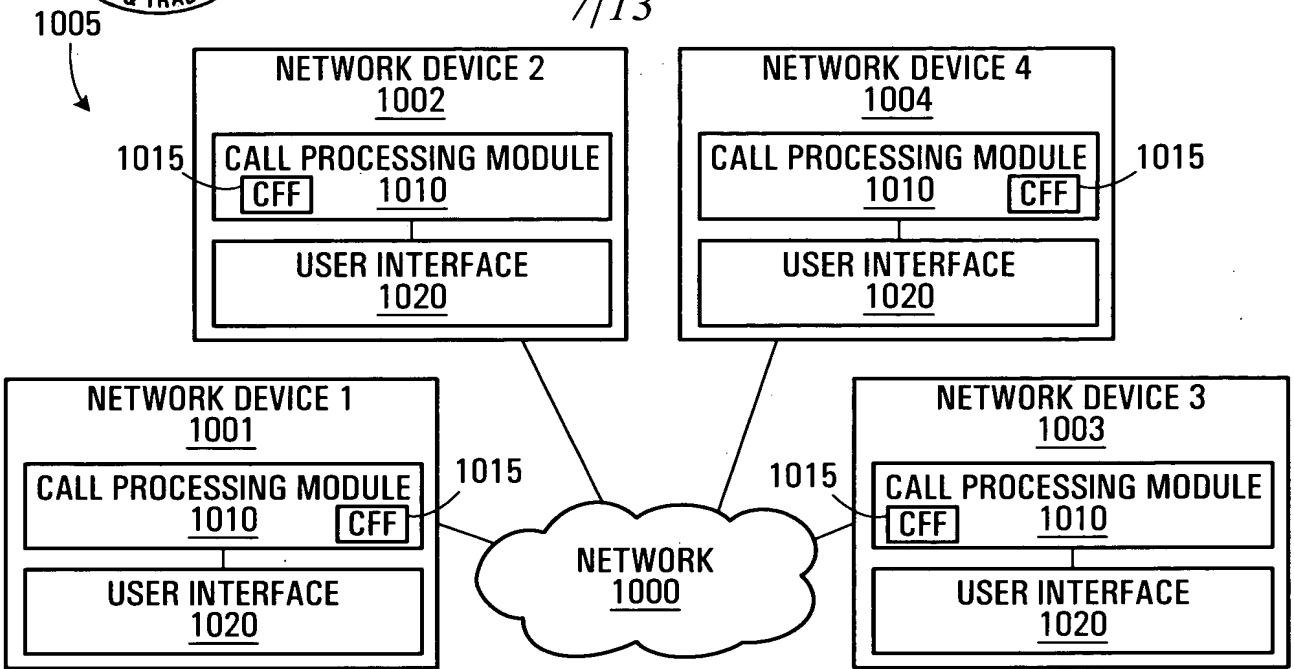 & TRAD
7/13
1005
NETWORK DEVICE 2
1002
1015
CALL PROCESSING MODULE
CFF
1010
USER INTERFACE
1020
NETWORK DEVICE 4
1004
CALL PROCESSING MODULE
1010
CFF
1015
USER INTERFACE
1020
NETWORK DEVICE 1
1001
CALL PROCESSING MODULE
1010
CFF
1015
USER INTERFACE
1020
NETWORK
1000
NETWORK DEVICE 3
1003
1015
CALL PROCESSING MODULE
CFF
1010
USER INTERFACE
1020